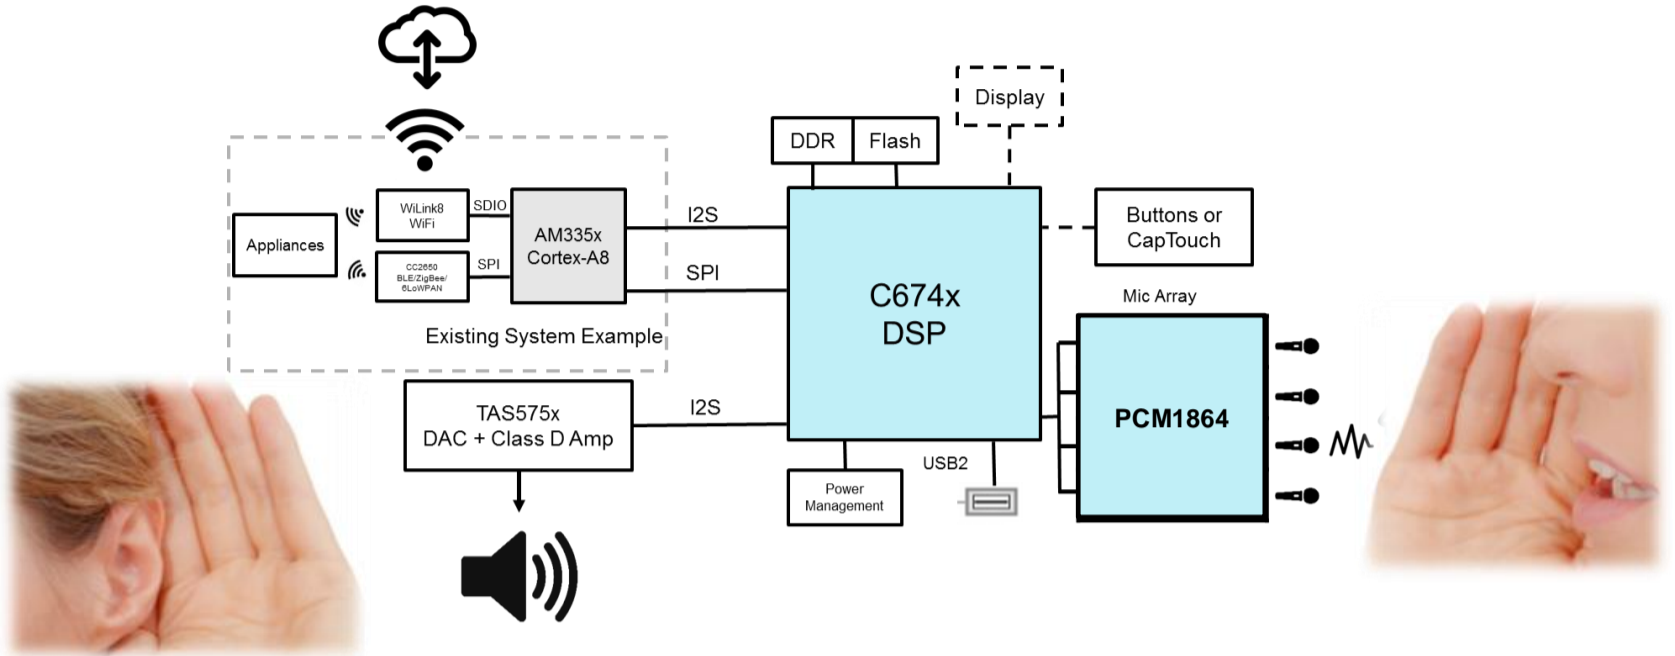 Display
DDR
Flash
WiLink8
WiFi
SDIO
Appliances
AM335x
Cortex-A8
CC2650
BLE/ZigBee/
6LoWPAN
SPI
I2S
SPI
Existing System Example
C674x
DSP
Buttons or
CapTouch
Mic Array
PCM1864
TAS575x
DAC + Class D Amp
I2S
Power
Management
USB2